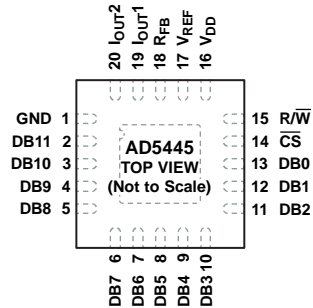 20 IOUT2
19 IOUT1
18 RFB
17 VREF
16 VDD
GND 1
DB11 2
DB10 3
DB9 4
DB8 5
AD5445
TOP VIEW
(Not to Scale)
15 R/W̅
14 C̅S̅
13 DB0
12 DB1
11 DB2
DB7 6
DB6 7
DB5 8
DB4 9
DB3 10